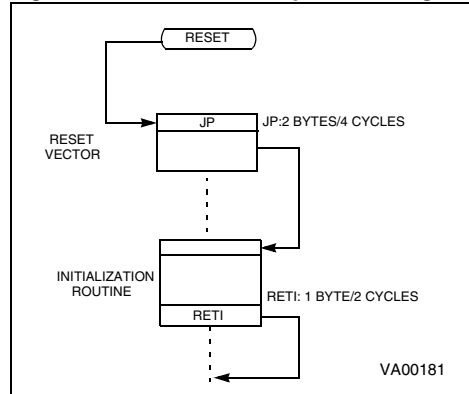 RESET
JP
JP:2 BYTES/4 CYCLES
RESET
VECTOR
INITIALIZATION
ROUTINE
RETI: 1 BYTE/2 CYCLES
RETI
VA00181